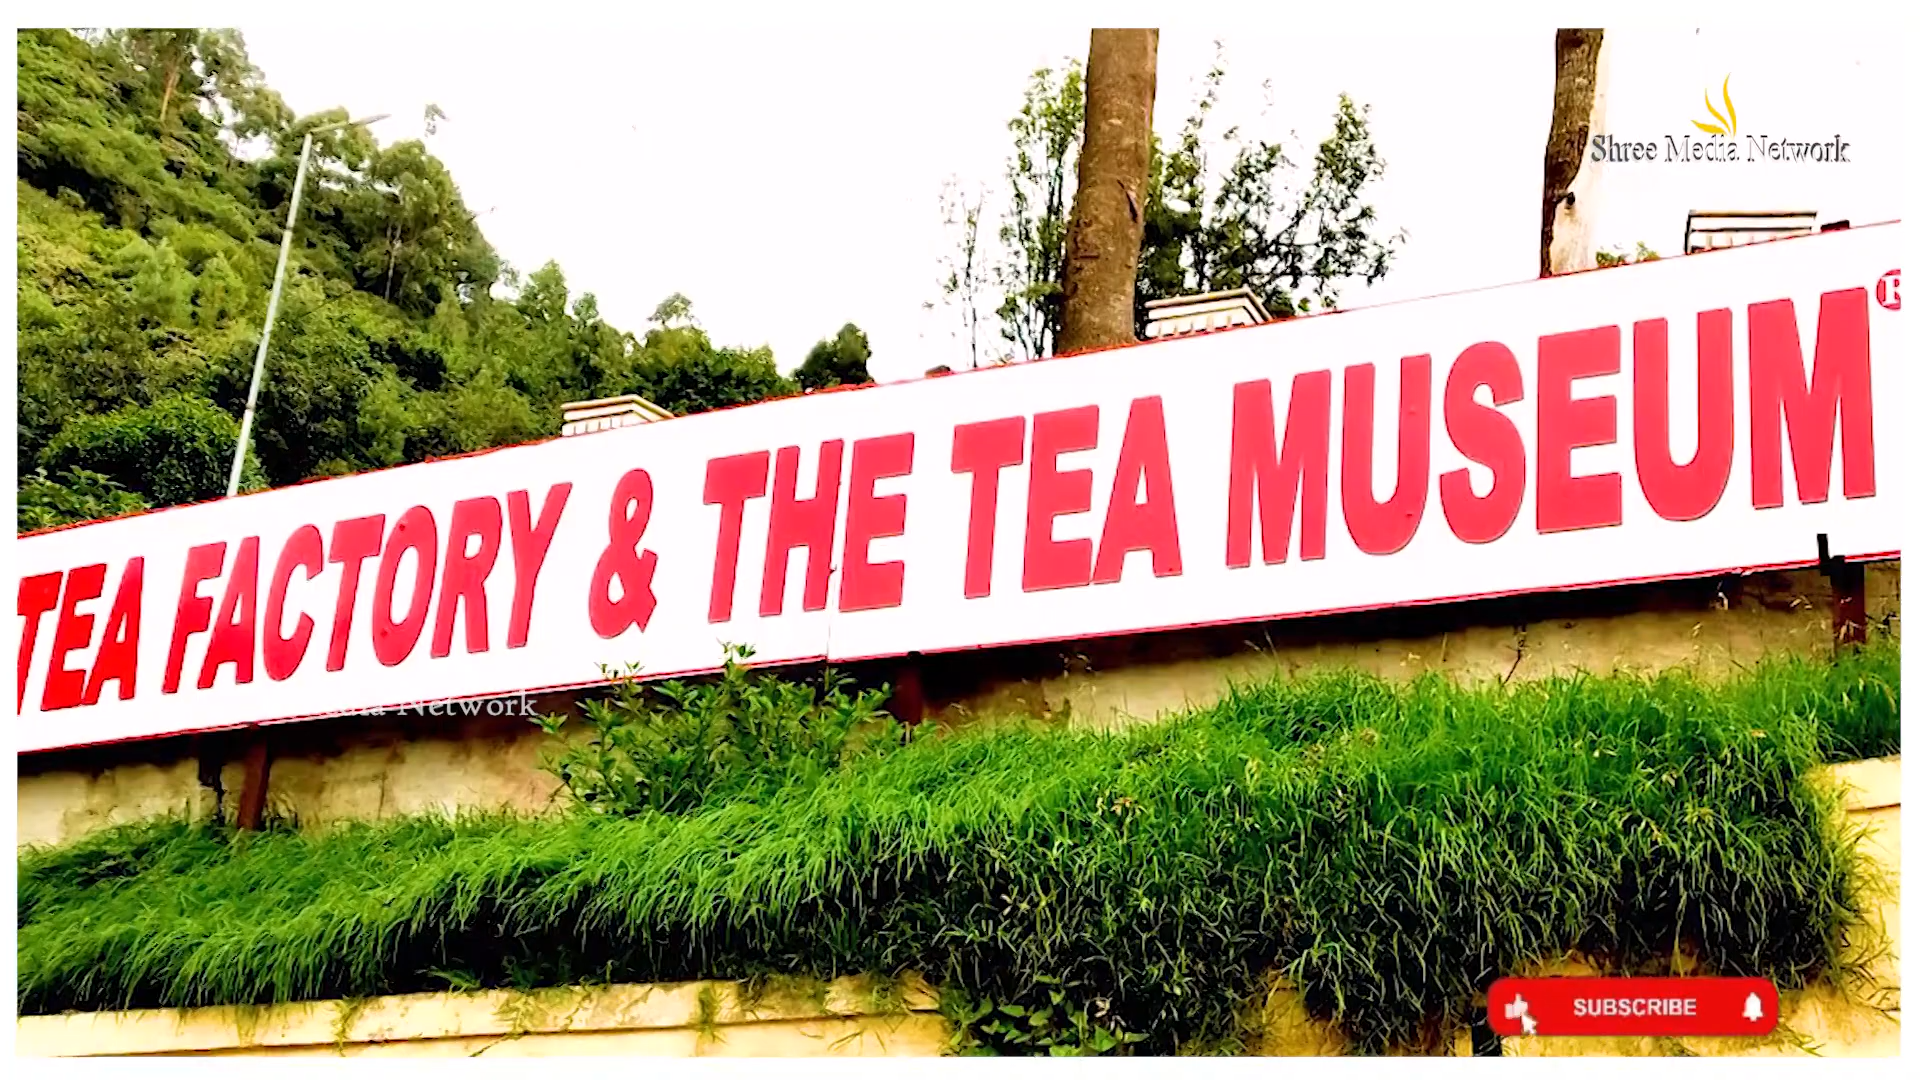 Shree Media Network
TEA FACTORY & THE TEA MUSEUM®
Network
SUBSCRIBE